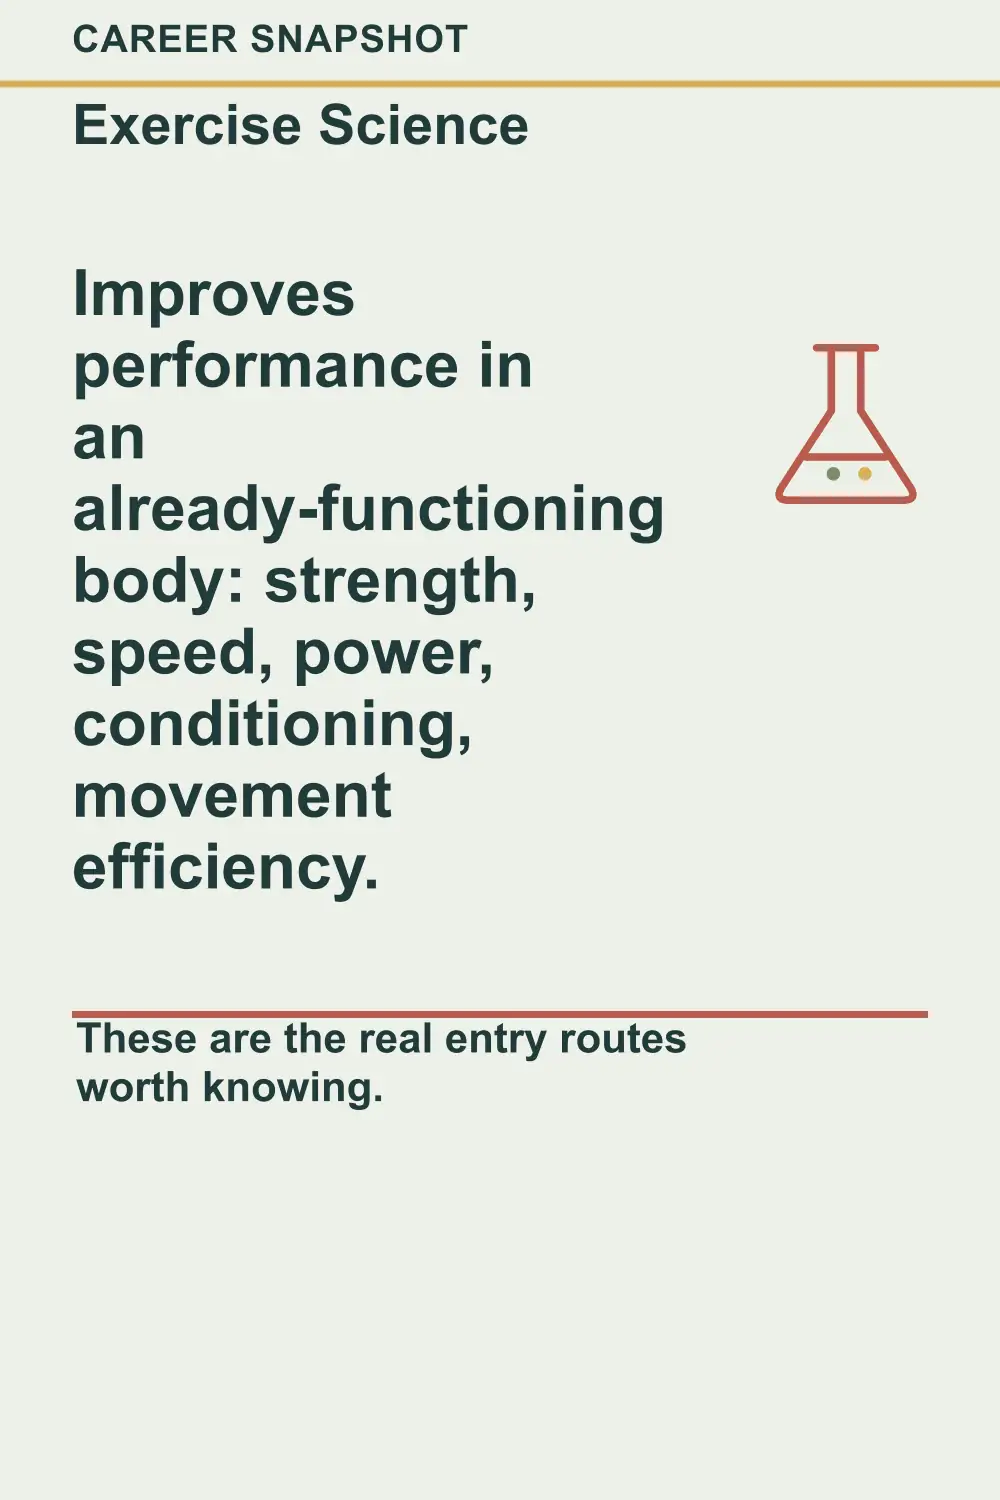 CAREER SNAPSHOT
Exercise Science
Improves
performance in
an
already-functioning
body: strength,
speed, power,
conditioning,
movement
efficiency.
These are the real entry routes
worth knowing.